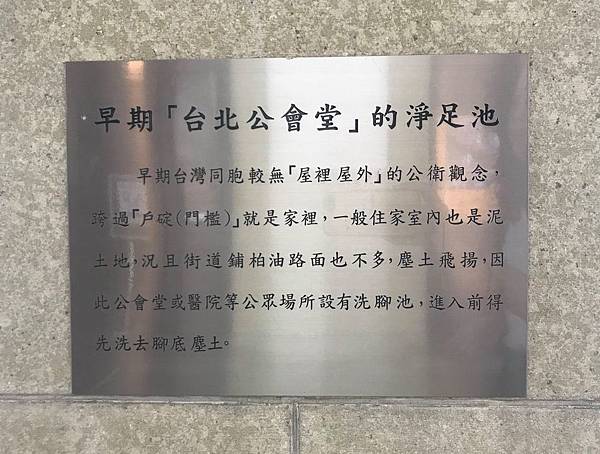 早期「台北公會堂」的淨足池
早期台灣同胞較無「屋裡屋外」的公衛觀念，
跨過「戶碇(門檻)」就是家裡，一般住家室內也是泥
土地，況且街道鋪柏油路面也不多，塵土飛揚，因
此公會堂或醫院等公眾場所設有洗腳池，進入前得
先洗去腳底塵土。